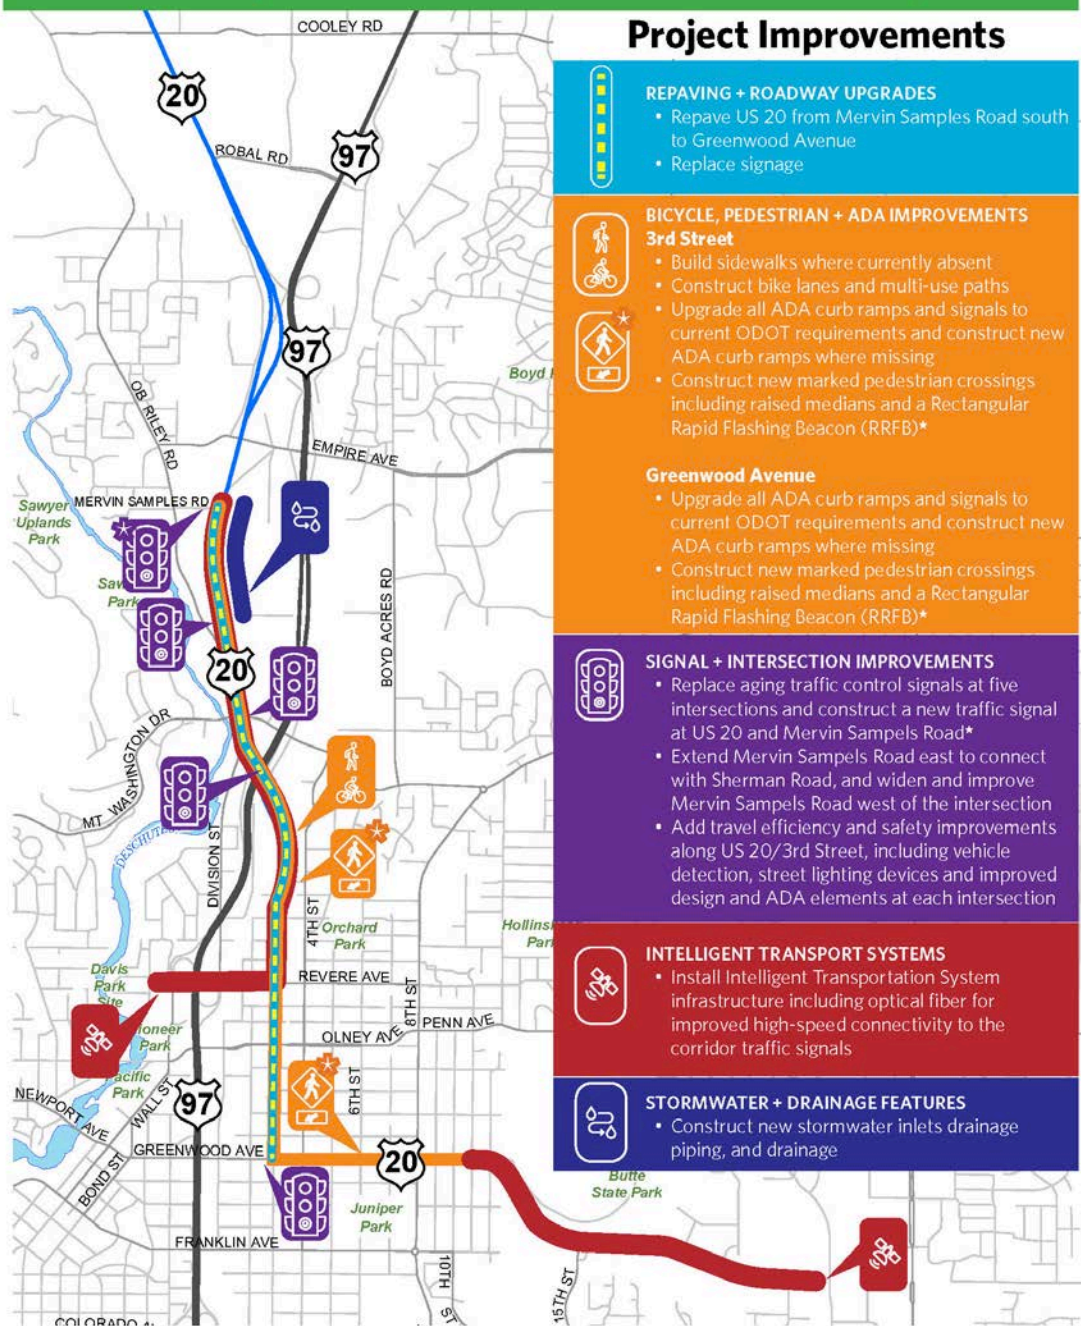 Project Improvements
REPAVING + ROADWAY UPGRADES
• Repave US 20 from Mervin Samples Road south
to Greenwood Avenue
• Replace signage
BICYCLE, PEDESTRIAN + ADA IMPROVEMENTS
3rd Street
• Build sidewalks where currently absent
• Construct bike lanes and multi-use paths
• Upgrade all ADA curb ramps and signals to
current ODOT requirements and construct new
ADA curb ramps where missing
• Construct new marked pedestrian crossings
including raised medians and a Rectangular
Rapid Flashing Beacon (RRFB)*
Greenwood Avenue
• Upgrade all ADA curb ramps and signals to
current ODOT requirements and construct new
ADA curb ramps where missing
• Construct new marked pedestrian crossings
including raised medians and a Rectangular
Rapid Flashing Beacon (RRFB)*
SIGNAL + INTERSECTION IMPROVEMENTS
• Replace aging traffic control signals at five
intersections and construct a new traffic signal
at US 20 and Mervin Sampels Road*
• Extend Mervin Sampels Road east to connect
with Sherman Road, and widen and improve
Mervin Sampels Road west of the intersection
• Add travel efficiency and safety improvements
along US 20/3rd Street, including vehicle
detection, street lighting devices and improved
design and ADA elements at each intersection
INTELLIGENT TRANSPORT SYSTEMS
• Install Intelligent Transportation System
infrastructure including optical fiber for
improved high-speed connectivity to the
corridor traffic signals
STORMWATER + DRAINAGE FEATURES
• Construct new stormwater inlets drainage
piping, and drainage
COOLEY RD
20
97
ROBAL RD
97
Boyd
OB RILEY RD
EMPIRE AVE
MERVIN SAMPLES RD
Sawyer
Uplands
Park
Park
BOYD ACRES RD
20
MT WASHINGTON DR
DIVISION ST
4TH ST
Orchard
Park
Davis
Park
Site
REVERE AVE
8TH ST
PENN AVE
OLNEY AVE
Park
Park
6TH ST
NEWPORT AVE
WALL ST
97
GREENWOOD AVE
20
BOND ST
Butte
State Park
Juniper
Park
FRANKLIN AVE
10TH
ST
15TH ST